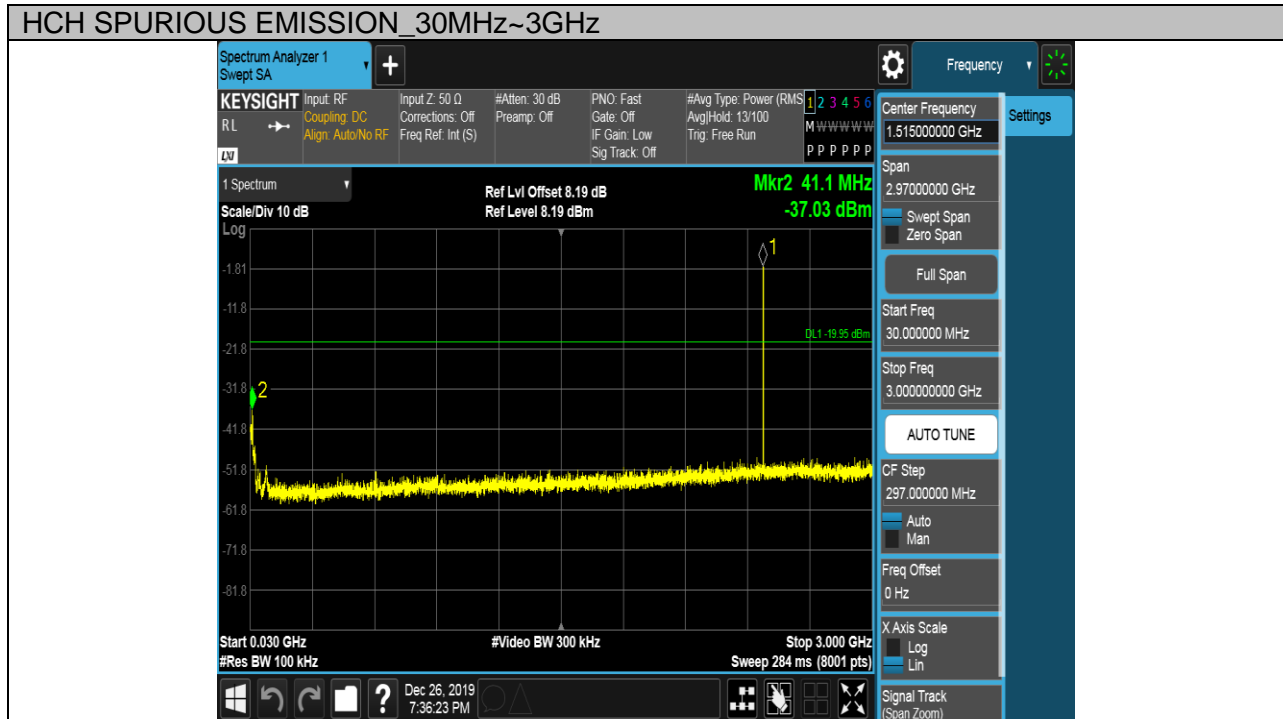 HCH SPURIOUS EMISSION_30MHz~3GHz
Spectrum Analyzer 1
Swept SA
Frequency
KEYSIGHT
RL
LXI
Input: RF
Coupling: DC
Align: Auto/No RF
Input Z: 50 Ω
Corrections: Off
Freq Ref: Int (S)
#Atten: 30 dB
Preamp: Off
PNO: Fast
Gate: Off
IF Gain: Low
Sig Track: Off
#Avg Type: Power (RMS
Avg|Hold: 13/100
Trig: Free Run
1 2 3 4 5 6
M W W W W W
P P P P P P
1 Spectrum
Scale/Div 10 dB
Ref Lvl Offset 8.19 dB
Ref Level 8.19 dBm
Mkr2 41.1 MHz
-37.03 dBm
Log
1
-1.81
-11.8
DL1 -19.95 dBm
-21.8
-31.8
2
-41.8
-51.8
-61.8
-71.8
-81.8
Start 0.030 GHz
#Res BW 100 kHz
#Video BW 300 kHz
Stop 3.000 GHz
Sweep 284 ms (8001 pts)
?
Dec 26, 2019
7:36:23 PM
Center Frequency
1.515000000 GHz
Settings
Span
2.97000000 GHz
Swept Span
Zero Span
Full Span
Start Freq
30.000000 MHz
Stop Freq
3.000000000 GHz
AUTO TUNE
CF Step
297.000000 MHz
Auto
Man
Freq Offset
0 Hz
X Axis Scale
Log
Lin
Signal Track
(Span Zoom)